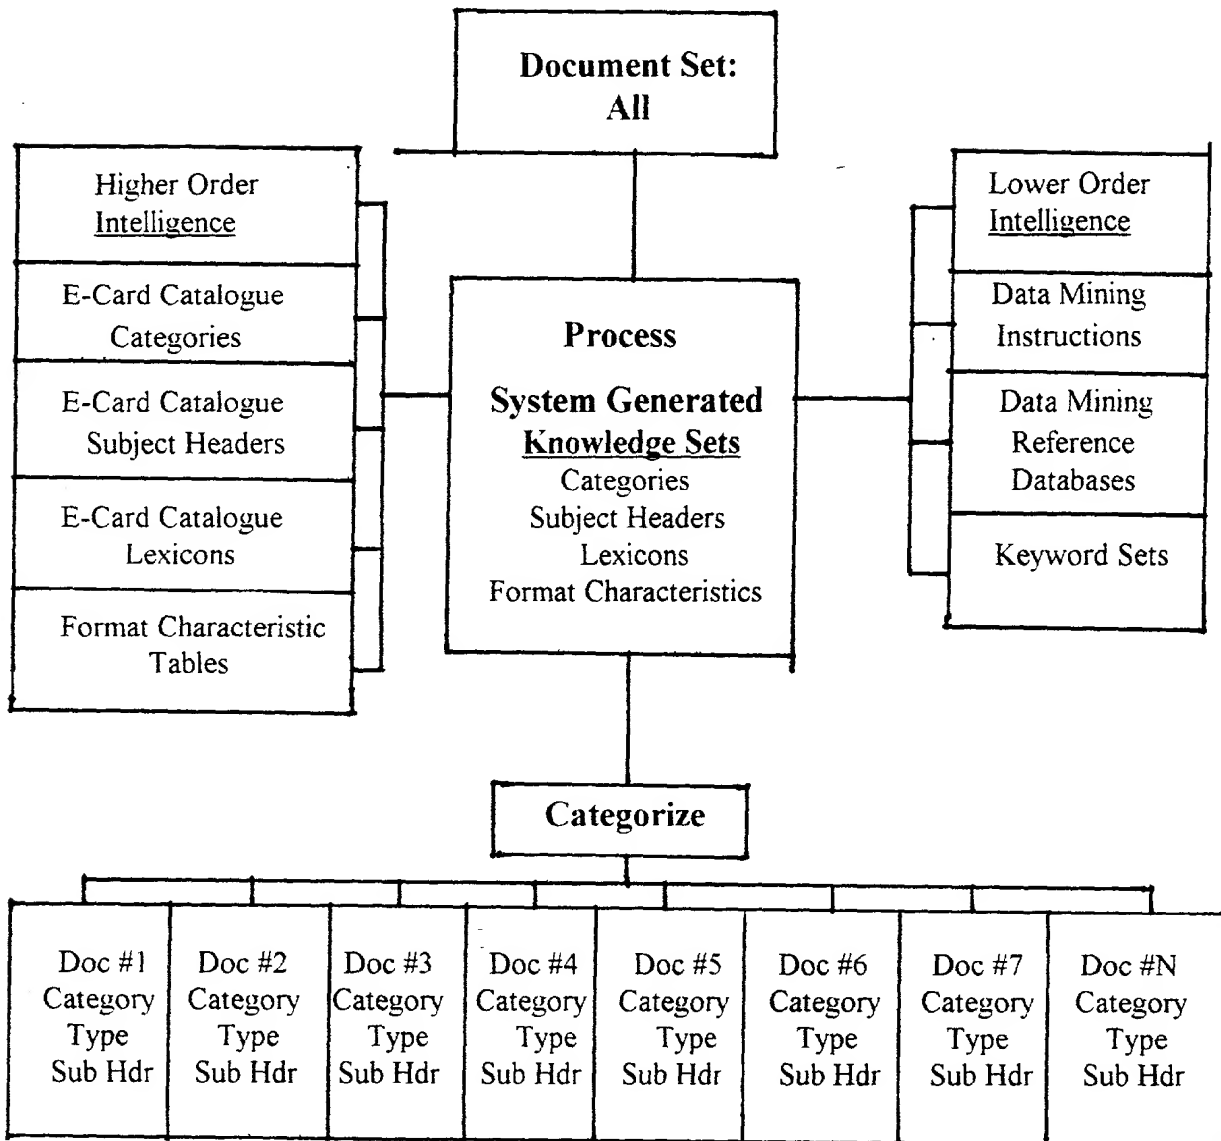 Document Set:
All
Higher Order
Intelligence
E-Card Catalogue
Categories
E-Card Catalogue
Subject Headers
E-Card Catalogue
Lexicons
Format Characteristic
Tables
Process
System Generated
Knowledge Sets
Categories
Subject Headers
Lexicons
Format Characteristics
Lower Order
Intelligence
Data Mining
Instructions
Data Mining
Reference
Databases
Keyword Sets
Categorize
Doc #1
Category
Type
Sub Hdr
Doc #2
Category
Type
Sub Hdr
Doc #3
Category
Type
Sub Hdr
Doc #4
Category
Type
Sub Hdr
Doc #5
Category
Type
Sub Hdr
Doc #6
Category
Type
Sub Hdr
Doc #7
Category
Type
Sub Hdr
Doc #N
Category
Type
Sub Hdr